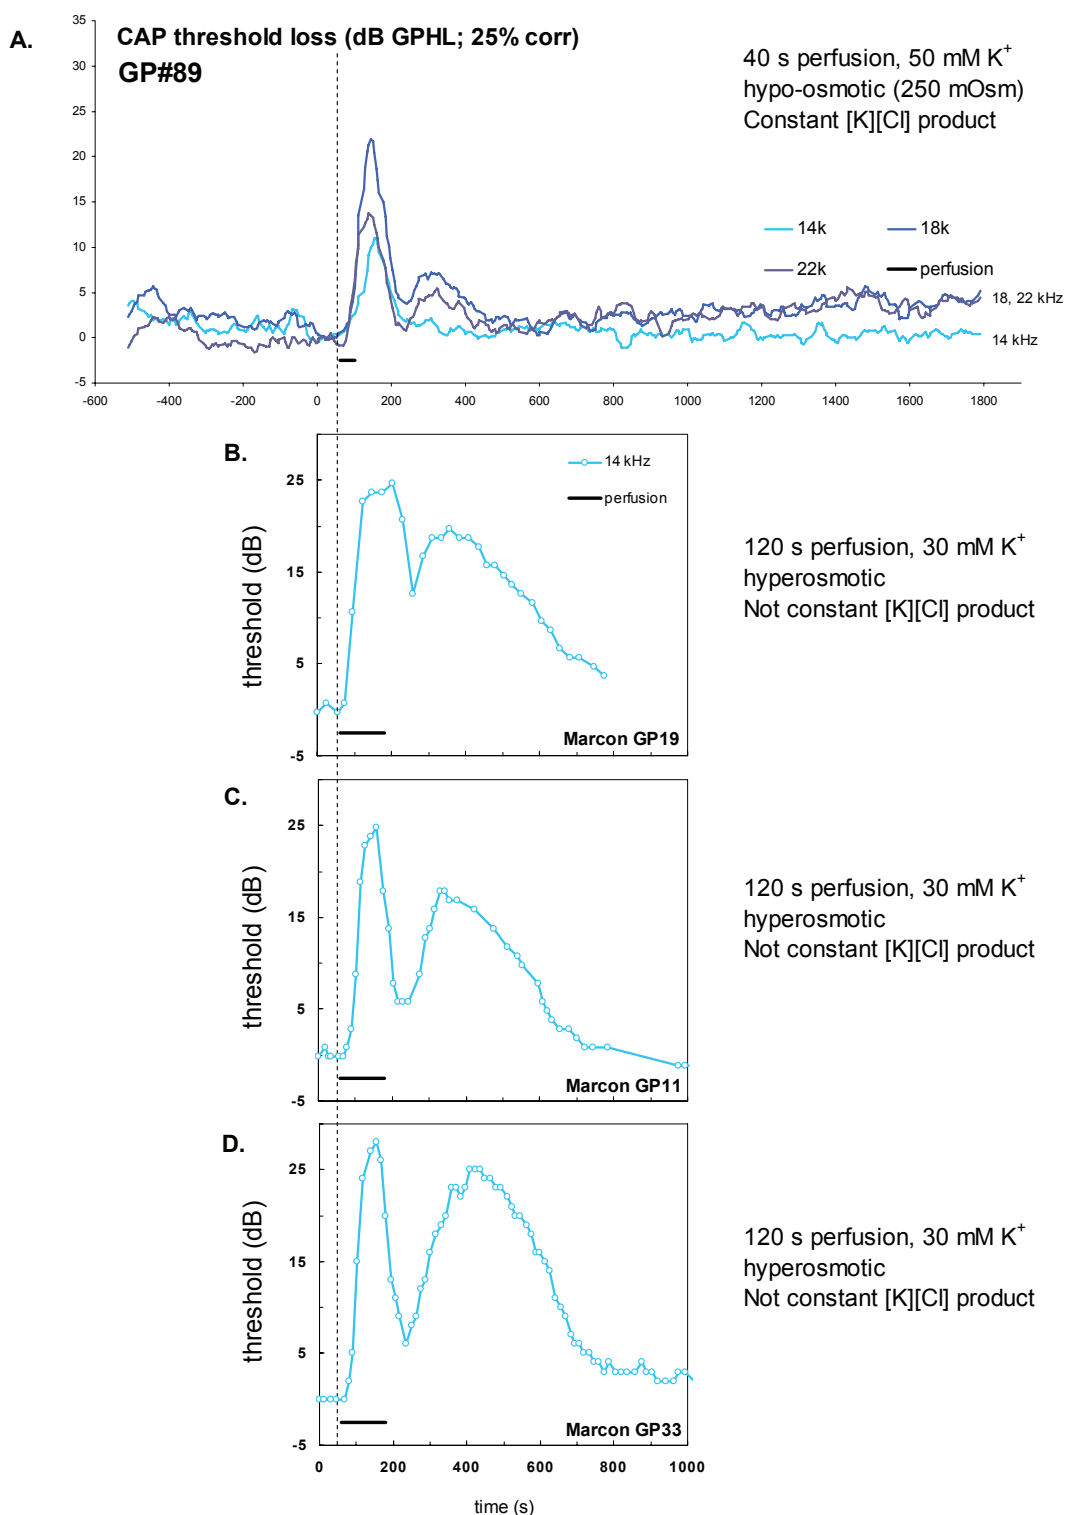 A.
CAP threshold loss (dB GPHL; 25% corr)
GP#89
40 s perfusion, 50 mM K+
hypo-osmotic (250 mOsm)
Constant [K][Cl] product
35
30
25
20
15
10
5
0
-5
14k
18k
22k
perfusion
18, 22 kHz
14 kHz
-600
-400
-200
0
200
400
600
800
1000
1200
1400
1600
1800
B.
threshold (dB)
25
15
5
-5
14 kHz
perfusion
Marcon GP19
120 s perfusion, 30 mM K+
hyperosmotic
Not constant [K][Cl] product
C.
threshold (dB)
25
15
5
-5
Marcon GP11
120 s perfusion, 30 mM K+
hyperosmotic
Not constant [K][Cl] product
D.
threshold (dB)
25
15
5
-5
Marcon GP33
120 s perfusion, 30 mM K+
hyperosmotic
Not constant [K][Cl] product
0
200
400
600
800
1000
time (s)